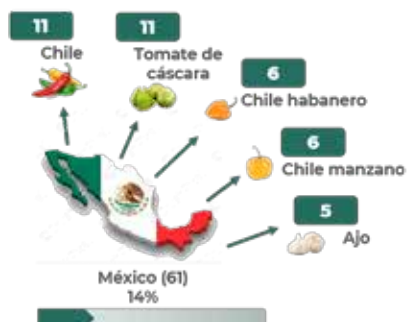 11
Chile
11
Tomate de
cáscara
6
Chile habanero
6
Chile manzano
5
Ajo
México (61)
14%